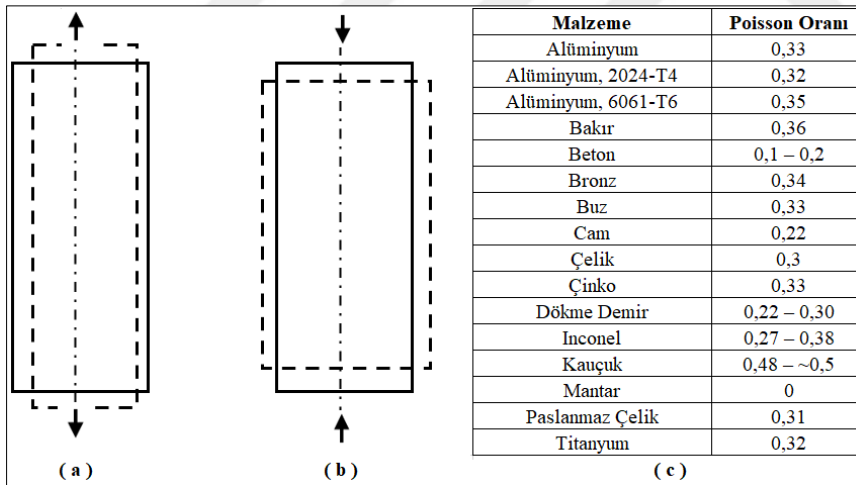 Malzeme Poisson Oranı
Alüminyum 0,33
Alüminyum, 2024-T4 0,32
Alüminyum, 6061-T6 0,35
Bakır 0,36
Beton 0,1 – 0,2
Bronz 0,34
Buz 0,33
Cam 0,22
Çelik 0,3
Çinko 0,33
Dökme Demir 0,22 – 0,30
Inconel 0,27 – 0,38
Kauçuk 0,48 – ~0,5
Mantar 0
Paslanmaz Çelik 0,31
Titanyum 0,32
( a ) ( b ) ( c )